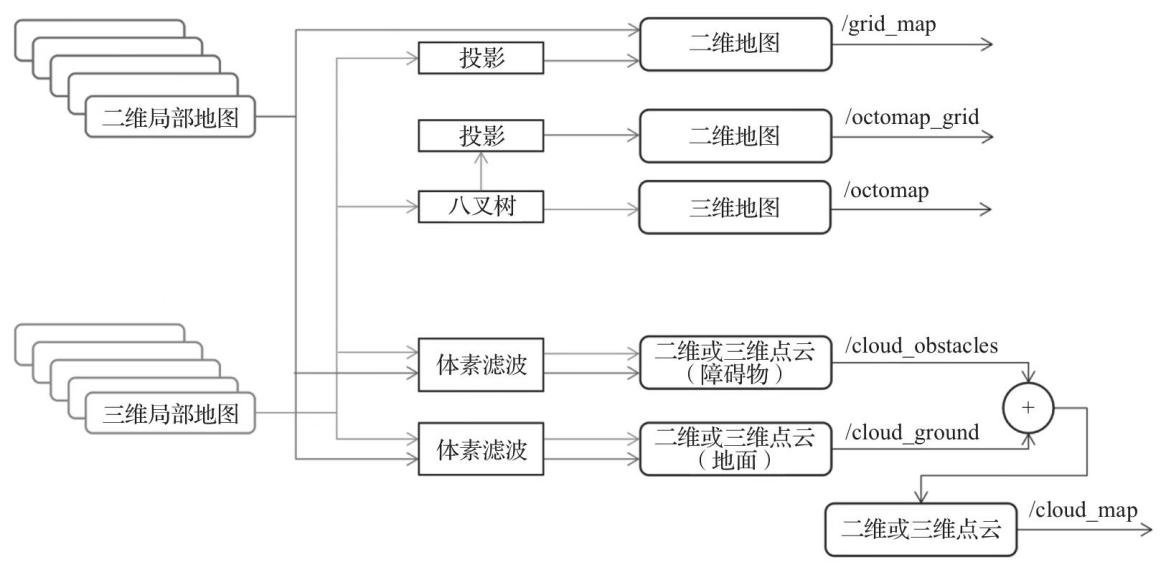 /grid_map
二维地图
投影
二维局部地图
/octomap_grid
投影
二维地图
/octomap
八叉树
三维地图
三维局部地图
体素滤波
二维或三维点云
（障碍物）
/cloud_obstacles
+
体素滤波
二维或三维点云
（地面）
/cloud_ground
二维或三维点云
/cloud_map